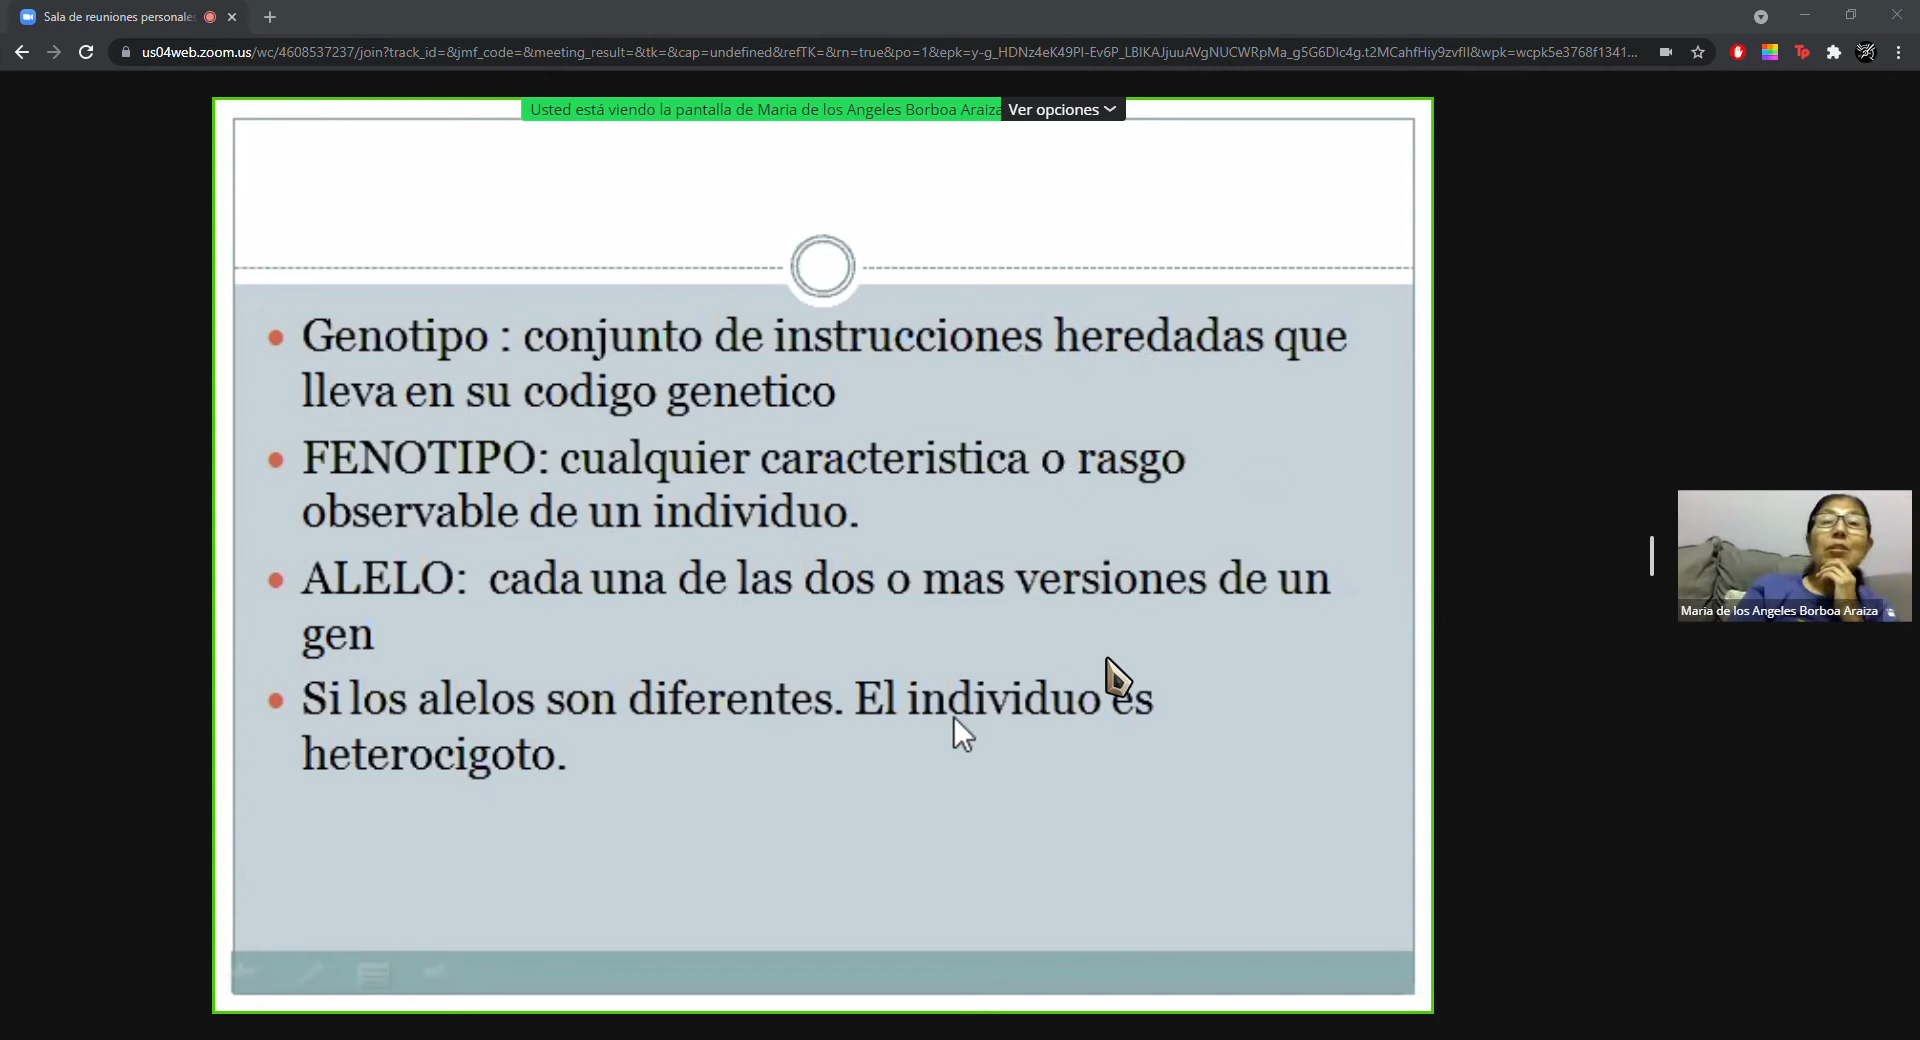 Sala de reuniones personales
us04web.zoom.us/wc/4608537237/join?track_id=&jmf_code=&meeting_result=&tk=&cap=undefined&refTK=&rn=true&po=1&epk=y-g_HDNz4eK49PI-Ev6P_LBIKAJjuuAVgNUCWRpMa_g5G6DIc4g.t2MCahfHiy9zvfII&wpk=wcpk5e3768f1341...
Usted está viendo la pantalla de Maria de los Angeles Borboa Araiza Ver opciones
Genotipo : conjunto de instrucciones heredadas que
lleva en su codigo genetico
FENOTIPO: cualquier caracteristica o rasgo
observable de un individuo.
ALELO: cada una de las dos o mas versiones de un
gen
Si los alelos son diferentes. El individuo es
heterocigoto.
Maria de los Angeles Borboa Araiza